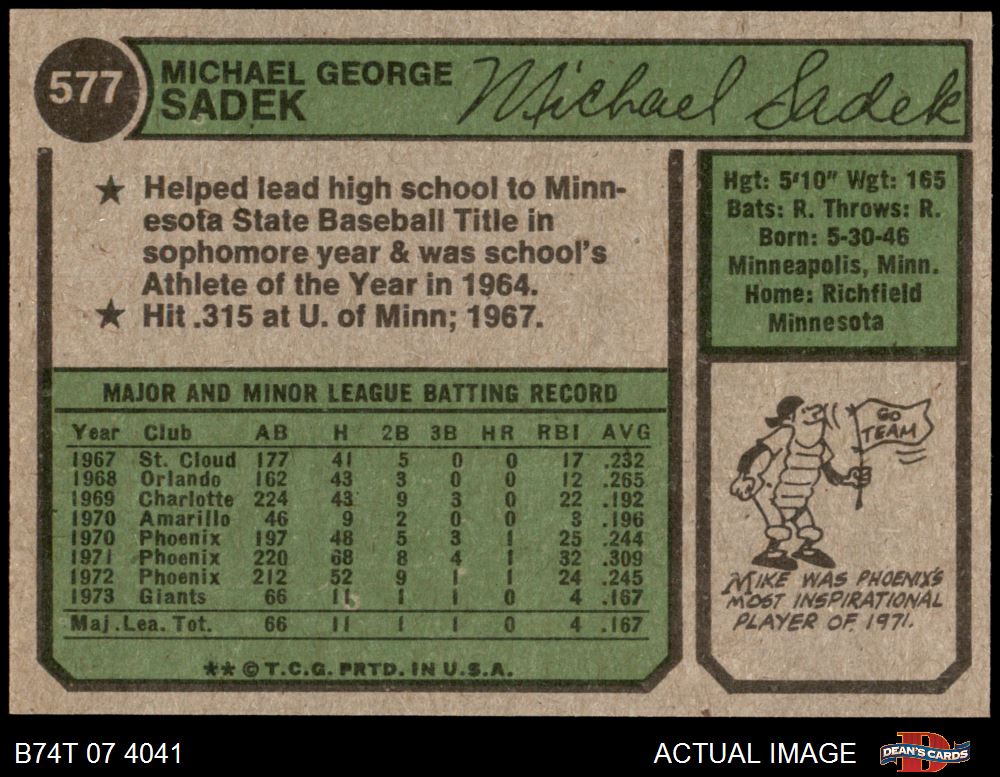 577
MICHAEL GEORGE
SADEK
Michael Sadek
★ Helped lead high school to Minn-
esota State Baseball Title in
sophomore year & was school's
Athlete of the Year in 1964.
★ Hit .315 at U. of Minn; 1967.
Hgt: 5'10" Wgt: 165
Bats: R. Throws: R.
Born: 5-30-46
Minneapolis, Minn.
Home: Richfield
Minnesota
MAJOR AND MINOR LEAGUE BATTING RECORD
Year Club AB H 2B 3B HR RBI AVG
1967 St. Cloud 177 41 5 0 0 17 .232
1968 Orlando 162 43 3 0 0 12 .265
1969 Charlotte 224 43 9 3 0 22 .192
1970 Amarillo 46 9 2 0 0 3 .196
1970 Phoenix 197 48 5 3 1 25 .244
1971 Phoenix 220 68 8 4 1 32 .309
1972 Phoenix 212 52 9 1 1 24 .245
1973 Giants 66 11 1 1 0 4 .167
Maj.Lea. Tot. 66 11 1 1 0 4 .167
** © T.C.G. PRTD. IN U.S.A.
GO
TEAM
MIKE WAS PHOENIX'S
MOST INSPIRATIONAL
PLAYER OF 1971.
B74T 07 4041
ACTUAL IMAGE
DEAN'S CARDS